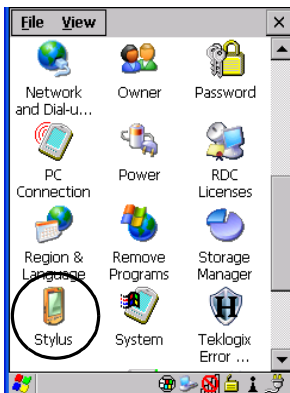 File View
Network Owner Password
and Dial-u...
PC Power RDC
Connection Licenses
Region & Remove Storage
Language Programs Manager
Stylus System Teklogix
Error ...